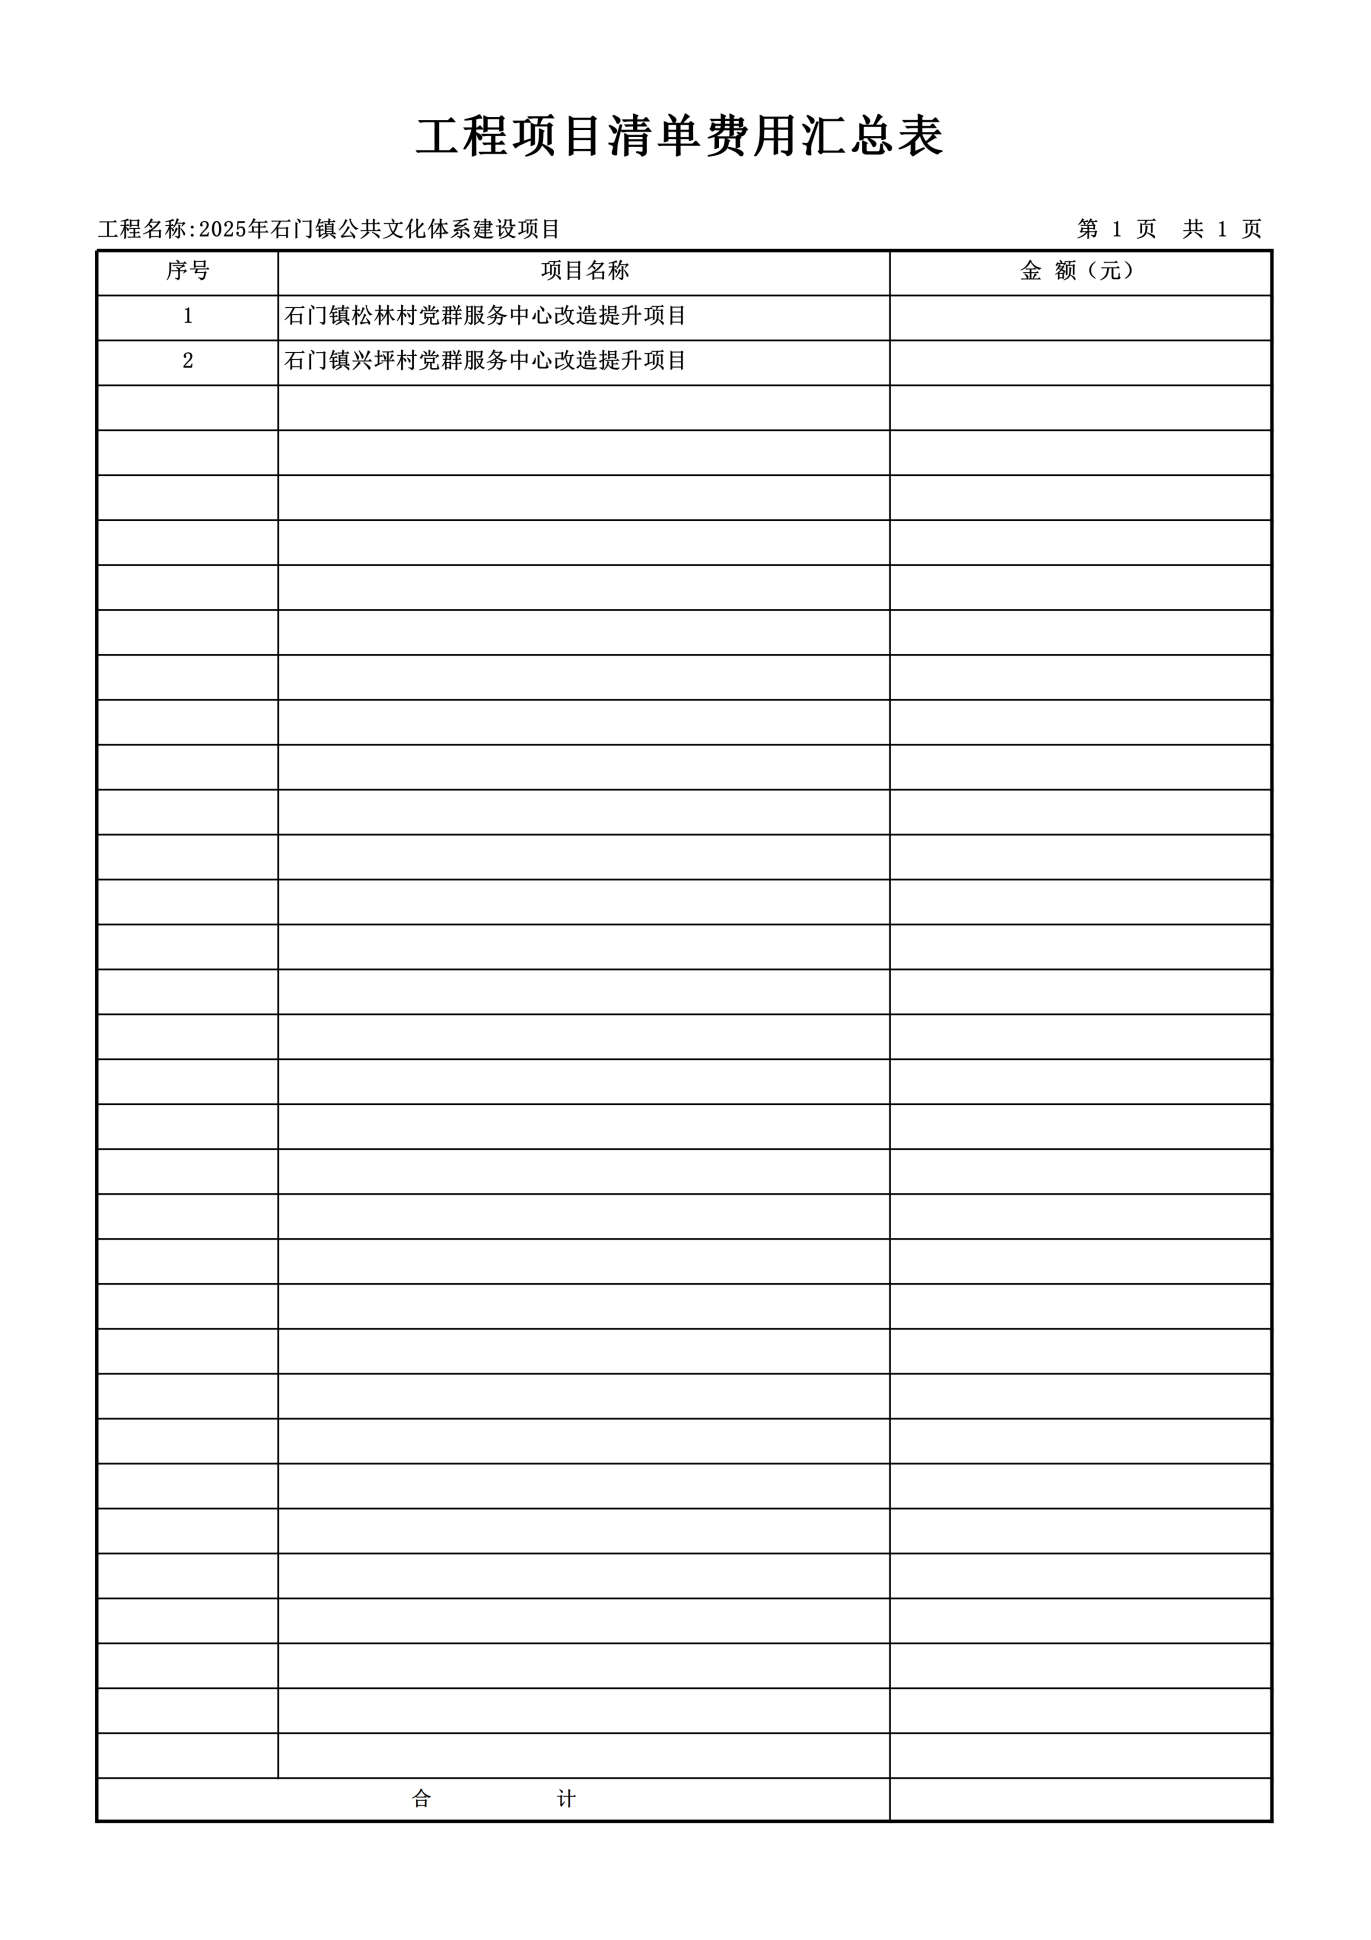 工程项目清单费用汇总表
工程名称:2025年石门镇公共文化体系建设项目 第 1 页 共 1 页
序号 项目名称 金 额（元）
1 石门镇松林村党群服务中心改造提升项目
2 石门镇兴坪村党群服务中心改造提升项目
合 计